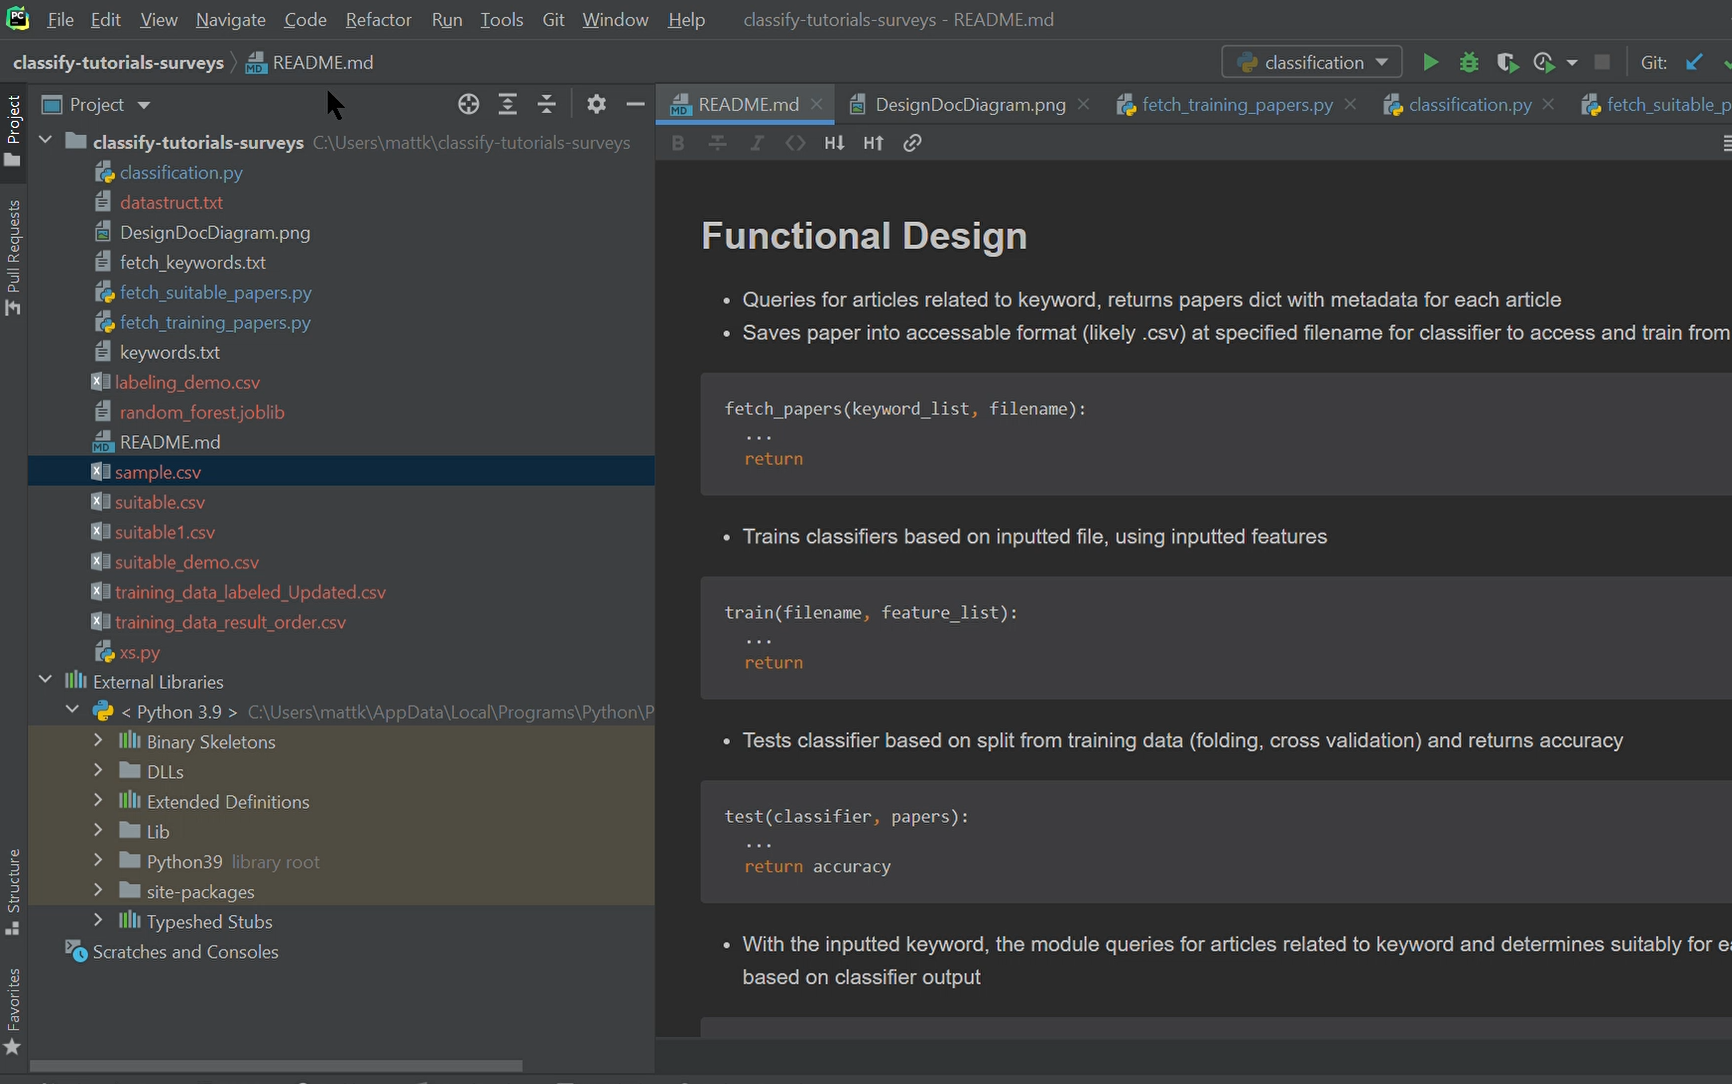 PC File Edit View Navigate Code Refactor Run Tools Git Window Help classify-tutorials-surveys - README.md
classify-tutorials-surveys MD README.md classification Git:
Project
README.md DesignDocDiagram.png fetch_training_papers.py classification.py fetch_suitable_p
classify-tutorials-surveys C:\Users\mattk\classify-tutorials-surveys
classification.py
datastruct.txt
DesignDocDiagram.png
fetch_keywords.txt
fetch_suitable_papers.py
fetch_training_papers.py
keywords.txt
labeling_demo.csv
random_forest.joblib
README.md
sample.csv
suitable.csv
suitable1.csv
suitable_demo.csv
training_data_labeled_Updated.csv
training_data_result_order.csv
xs.py
External Libraries
< Python 3.9 > C:\Users\mattk\AppData\Local\Programs\Python\P
Binary Skeletons
DLLs
Extended Definitions
Lib
Python39 library root
site-packages
Typeshed Stubs
Scratches and Consoles
Project
Pull Requests
Structure
Favorites
B I <> H↓ H↑
Functional Design
• Queries for articles related to keyword, returns papers dict with metadata for each article
• Saves paper into accessable format (likely .csv) at specified filename for classifier to access and train from
fetch_papers(keyword_list, filename):
...
return
• Trains classifiers based on inputted file, using inputted features
train(filename, feature_list):
...
return
• Tests classifier based on split from training data (folding, cross validation) and returns accuracy
test(classifier, papers):
...
return accuracy
• With the inputted keyword, the module queries for articles related to keyword and determines suitably for ea
based on classifier output